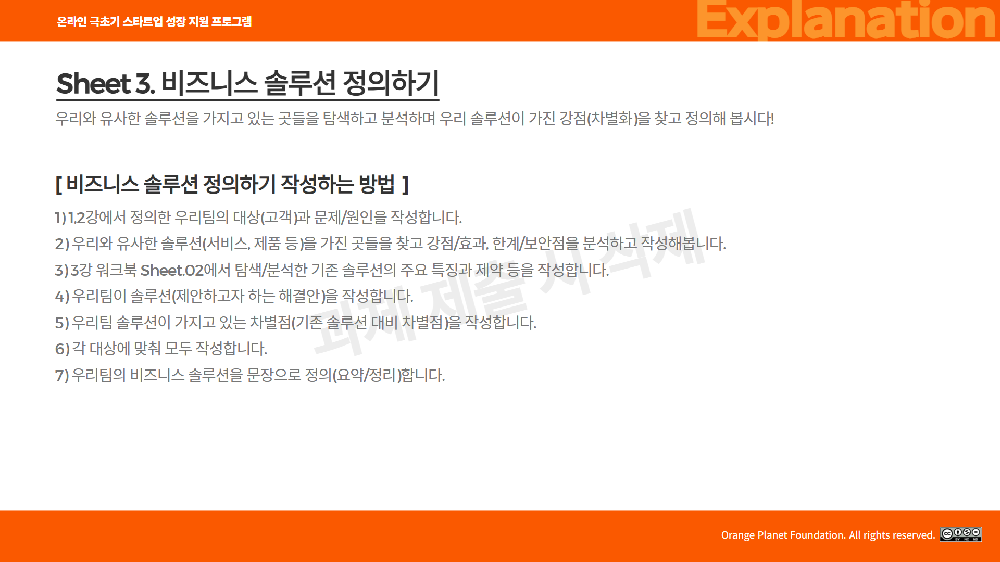 온라인 극초기 스타트업 성장 지원 프로그램
Explanation
Sheet 3. 비즈니스 솔루션 정의하기
우리와 유사한 솔루션을 가지고 있는 곳들을 탐색하고 분석하며 우리 솔루션이 가진 강점(차별화)을 찾고 정의해 봅시다!
[ 비즈니스 솔루션 정의하기 작성하는 방법 ]
1) 1,2강에서 정의한 우리팀의 대상(고객)과 문제/원인을 작성합니다.
2) 우리와 유사한 솔루션(서비스, 제품 등)을 가진 곳들을 찾고 강점/효과, 한계/보안점을 분석하고 작성해봅니다.
3) 3강 워크북 Sheet.02에서 탐색/분석한 기존 솔루션의 주요 특징과 제약 등을 작성합니다.
4) 우리팀이 솔루션(제안하고자 하는 해결안)을 작성합니다.
5) 우리팀 솔루션이 가지고 있는 차별점(기존 솔루션 대비 차별점)을 작성합니다.
6) 각 대상에 맞춰 모두 작성합니다.
7) 우리팀의 비즈니스 솔루션을 문장으로 정의(요약/정리)합니다.
과제 제출 시 삭제
Orange Planet Foundation. All rights reserved.
cc BY NC ND